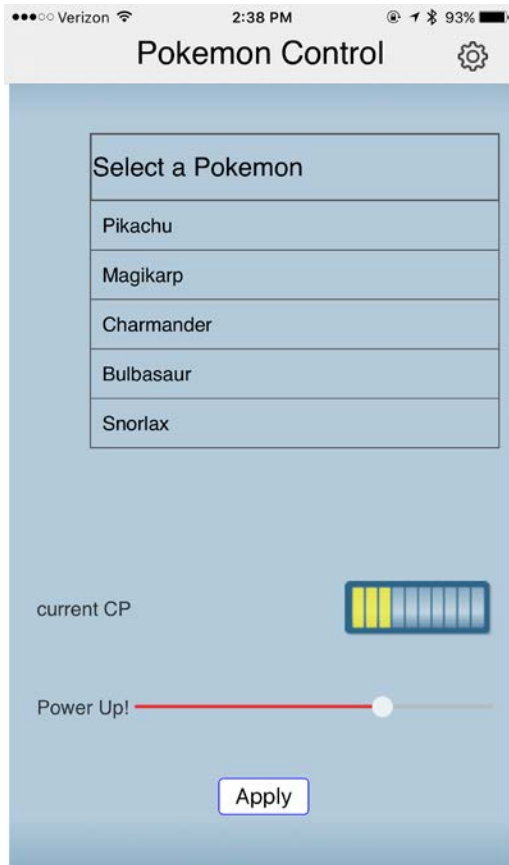 Verizon 2:38 PM 93%
Pokemon Control
Select a Pokemon
Pikachu
Magikarp
Charmander
Bulbasaur
Snorlax
current CP
Power Up!
Apply